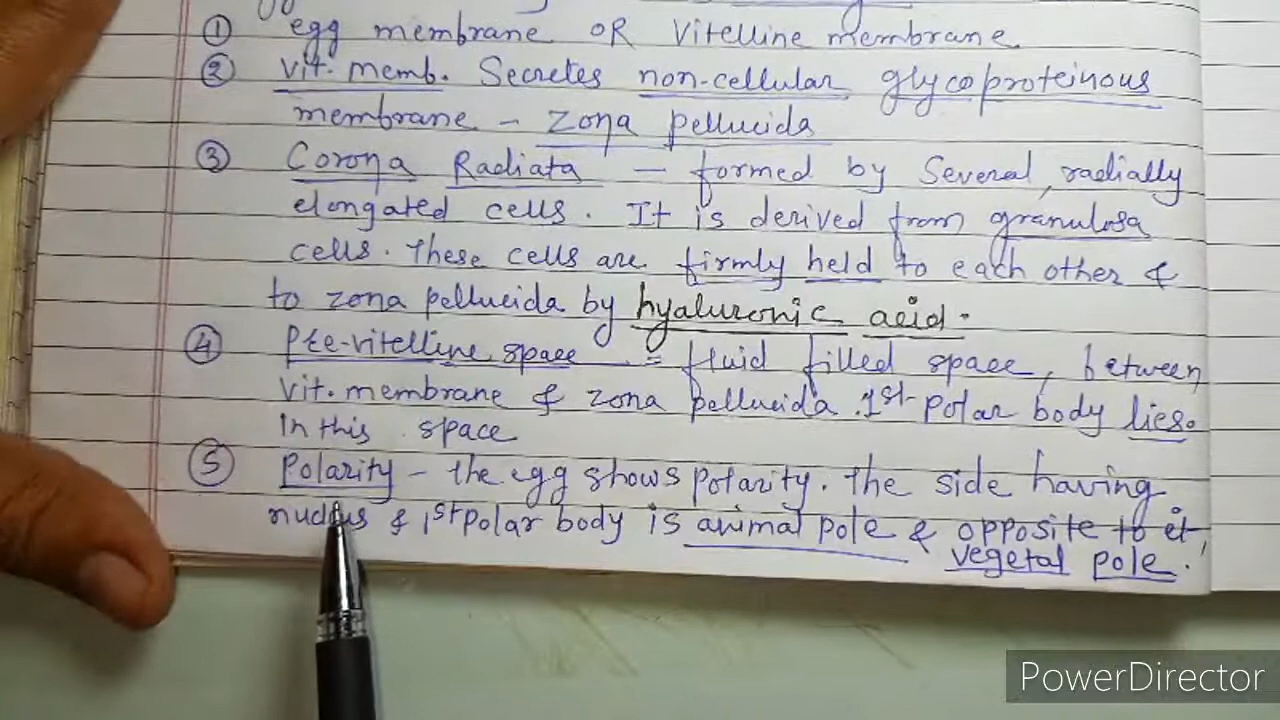 ① egg membrane OR Vitelline membrane
② Vit. memb. Secretes non-cellular glycoproteinous
membrane - Zona pellucida
③ Corona Radiata - formed by Several, radially
elongated cells. It is derived from granulosa
cells. These cells are firmly held to each other &
to zona pellucida by hyaluronic acid.
④ Pre-vitelline space = fluid filled space, between
Vit. membrane & zona pellucida. 1st polar body lies.
In this space
⑤ Polarity - the egg shows polarity. The side having
nucleus & 1st polar body is animal pole & opposite to it,
vegetal pole.
PowerDirector